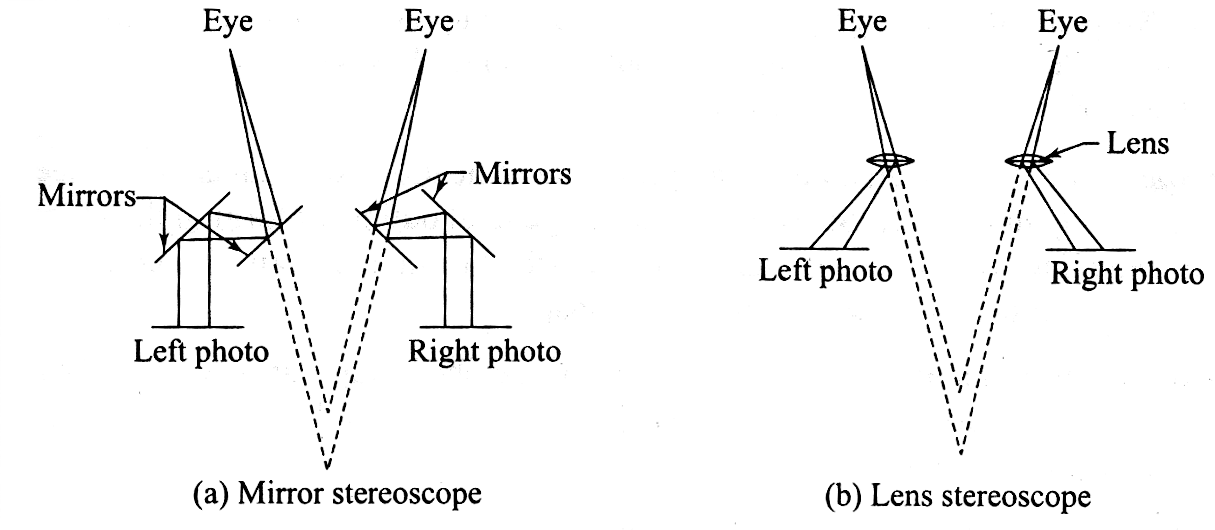 Eye Eye
Mirrors
Mirrors
Left photo Right photo
(a) Mirror stereoscope
Eye Eye
Lens
Left photo
Right photo
(b) Lens stereoscope